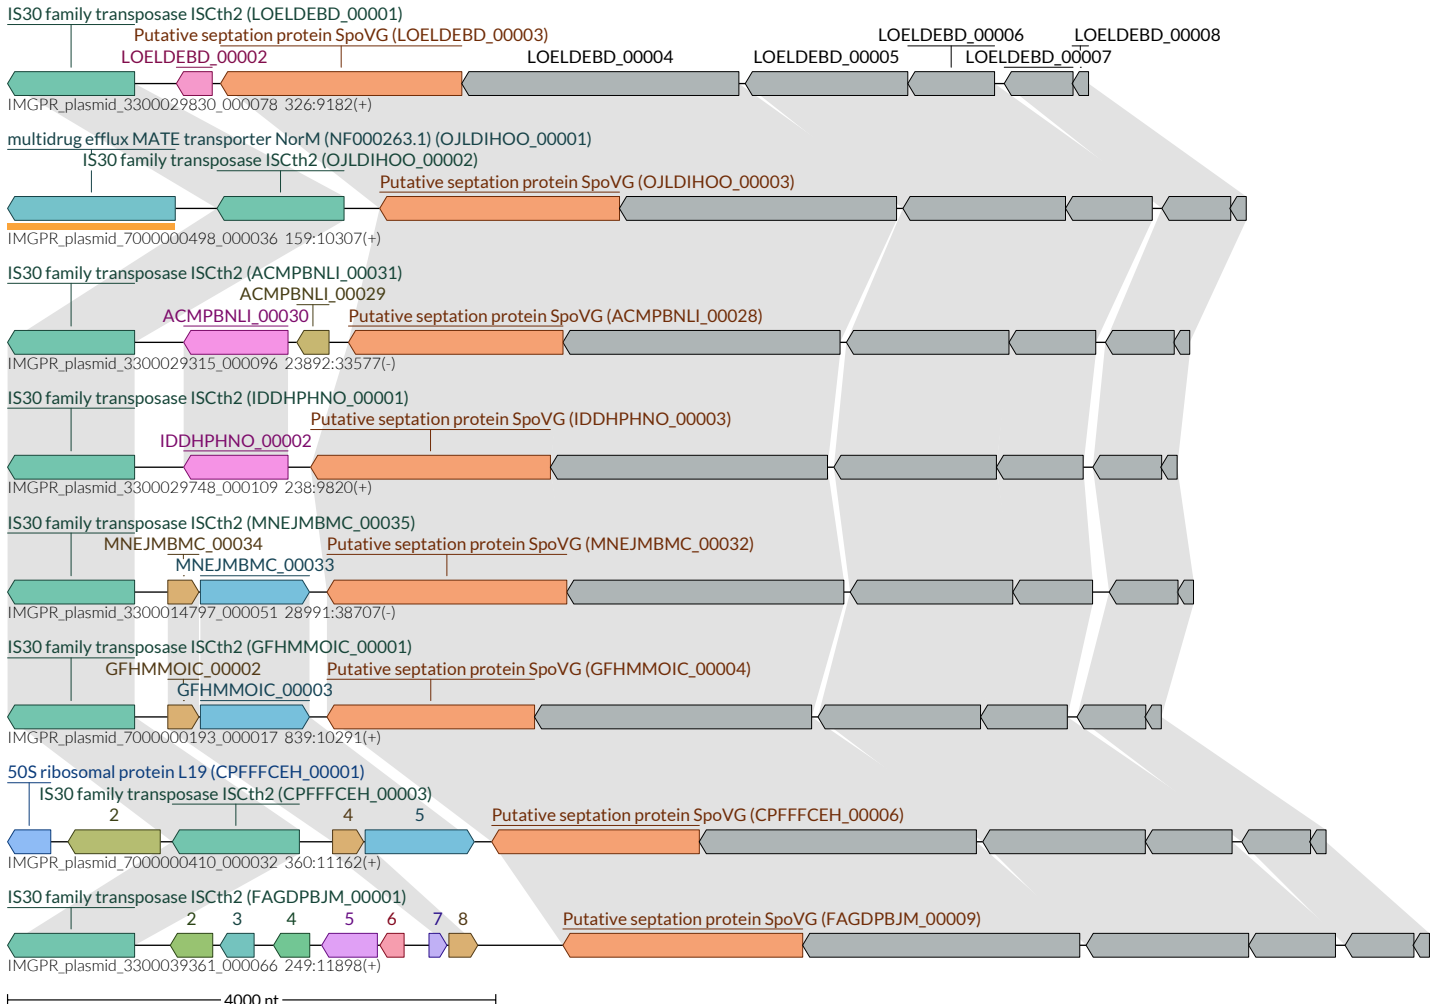 IS30 family transposase ISCth2 (LOELDEBD_00001)
Putative septation protein SpoVG (LOELDEBD_00003)
LOELDEBD_00006
LOELDEBD_00008
LOELDEBD_00002
LOELDEBD_00004
LOELDEBD_00005
LOELDEBD_00007
IMGPR_plasmid_3300029830_000078 326:9182(+)
multidrug efflux MATE transporter NorM (NF000263.1) (OJLDIHOO_00001)
IS30 family transposase ISCth2 (OJLDIHOO_00002)
Putative septation protein SpoVG (OJLDIHOO_00003)
IMGPR_plasmid_7000000498_000036 159:10307(+)
IS30 family transposase ISCth2 (ACMPBNLI_00031)
ACMPBNLI_00029
ACMPBNLI_00030
Putative septation protein SpoVG (ACMPBNLI_00028)
IMGPR_plasmid_3300029315_000096 23892:33577(-)
IS30 family transposase ISCth2 (IDDHPHNO_00001)
Putative septation protein SpoVG (IDDHPHNO_00003)
IDDHPHNO_00002
IMGPR_plasmid_3300029748_000109 238:9820(+)
IS30 family transposase ISCth2 (MNEJMBMC_00035)
MNEJMBMC_00034
Putative septation protein SpoVG (MNEJMBMC_00032)
MNEJMBMC_00033
IMGPR_plasmid_3300014797_000051 28991:38707(-)
IS30 family transposase ISCth2 (GFHMMOIC_00001)
GFHMMOIC_00002
Putative septation protein SpoVG (GFHMMOIC_00004)
GFHMMOIC_00003
IMGPR_plasmid_7000000193_000017 839:10291(+)
50S ribosomal protein L19 (CPFFFCEH_00001)
IS30 family transposase ISCth2 (CPFFFCEH_00003)
2
4
5
Putative septation protein SpoVG (CPFFFCEH_00006)
IMGPR_plasmid_7000000410_000032 360:11162(+)
IS30 family transposase ISCth2 (FAGDPBJM_00001)
2
3
4
5
6
7
8
Putative septation protein SpoVG (FAGDPBJM_00009)
IMGPR_plasmid_3300039361_000066 249:11898(+)
4000 nt